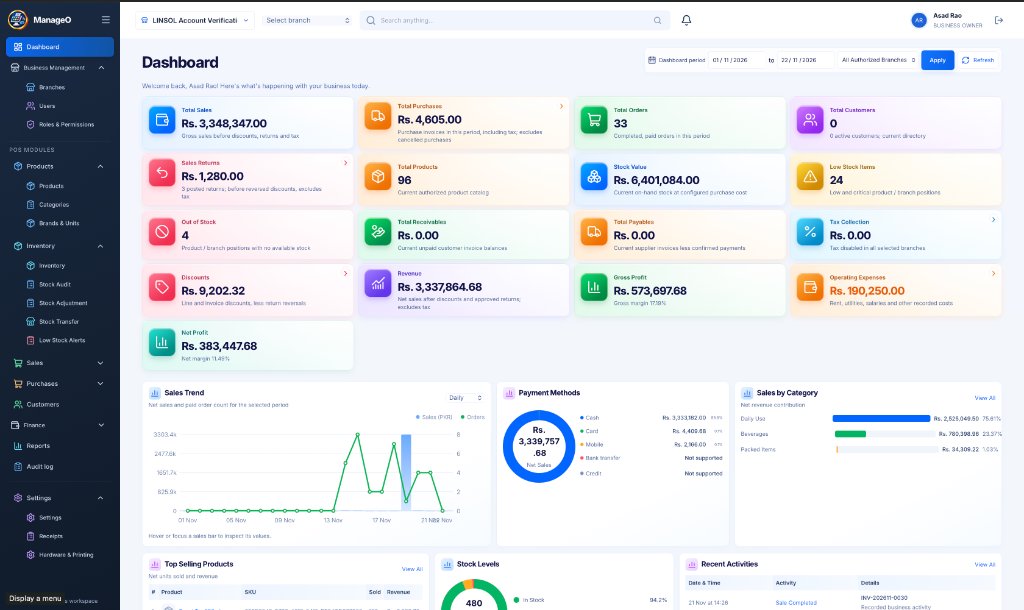 ManageO
LINSOL Account Verificati
Select branch
Search anything...
AR
Asad Rao
BUSINESS OWNER
Dashboard
Business Management
Branches
Users
Roles & Permissions
POS MODULES
Products
Products
Categories
Brands & Units
Inventory
Inventory
Stock Audit
Stock Adjustment
Stock Transfer
Low Stock Alerts
Sales
Purchases
Customers
Finance
Reports
Audit log
Settings
Settings
Receipts
Hardware & Printing
Display a menu
s workspace
Dashboard
Dashboard period
01 / 11 / 2026
to
22 / 11 / 2026
All Authorized Branches
Apply
Refresh
Welcome back, Asad Rao! Here's what's happening with your business today.
Total Sales
Rs. 3,348,347.00
Gross sales before discounts, returns and tax
Total Purchases
Rs. 4,605.00
Purchase invoices in this period, including tax; excludes
cancelled purchases
Total Orders
33
Completed, paid orders in this period
Total Customers
0
0 active customers; current directory
Sales Returns
Rs. 1,280.00
3 posted returns; before reversed discounts, excludes
tax
Total Products
96
Current authorized product catalog
Stock Value
Rs. 6,401,084.00
Current on-hand stock at configured purchase cost
Low Stock Items
24
Low and critical product / branch positions
Out of Stock
4
Product / branch positions with no available stock
Total Receivables
Rs. 0.00
Current unpaid customer invoice balances
Total Payables
Rs. 0.00
Current supplier invoices less confirmed payments
Tax Collection
Rs. 0.00
Tax disabled in all selected branches
Discounts
Rs. 9,202.32
Line and invoice discounts, less return reversals
Revenue
Rs. 3,337,864.68
Net sales after discounts and approved returns;
excludes tax
Gross Profit
Rs. 573,697.68
Gross margin 17.19%
Operating Expenses
Rs. 190,250.00
Rent, utilities, salaries and other recorded costs
Net Profit
Rs. 383,447.68
Net margin 11.49%
Sales Trend
Net sales and paid order count for the selected period
Daily
Sales (PKR)
Orders
3303.4k
2477.6k
1651.7k
825.9k
0
8
6
4
2
0
01 Nov
05 Nov
09 Nov
13 Nov
17 Nov
21 Nov
22 Nov
Hover or focus a sales bar to inspect its values.
Payment Methods
Rs.
3,339,757
.68
Net Sales
Cash
Rs. 3,333,182.00
Card
Rs. 4,409.68
Mobile
Rs. 2,166.00
Bank transfer
Not supported
Credit
Not supported
Sales by Category
View All
Net revenue contribution
Daily Use
Rs. 2,525,049.50 75.61%
Beverages
Rs. 780,398.96 23.37%
Packed Items
Rs. 34,309.22 1.03%
Top Selling Products
View All
Net units sold and revenue
# Product SKU Sold Revenue
Stock Levels
480
In Stock
94.2%
Recent Activities
View All
Date & Time Activity Details
21 Nov at 14:28
Sale Completed
INV-202611-0030
Recorded business activity